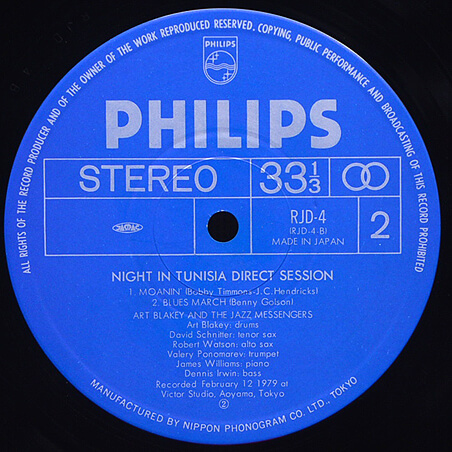 ALL RIGHTS OF THE RECORD PRODUCER AND OF THE OWNER OF THE WORK REPRODUCED RESERVED. COPYING, PUBLIC PERFORMANCE AND BROADCASTING OF THIS RECORD PROHIBITED
PHILIPS
PHILIPS
STEREO
33 1/3
RJD-4
(RJD-4-B)
MADE IN JAPAN
2
NIGHT IN TUNISIA DIRECT SESSION
1. MOANIN' (Bobby Timmons-J.C.Hendricks)
2. BLUES MARCH (Benny Golson)
ART BLAKEY AND THE JAZZ MESSENGERS
Art Blakey: drums
David Schnitter: tenor sax
Robert Watson: alto sax
Valery Ponomarev: trumpet
James Williams: piano
Dennis Irwin: bass
Recorded February 12 1979 at
Victor Studio, Aoyama, Tokyo
②
MANUFACTURED BY NIPPON PHONOGRAM CO. LTD., TOKYO